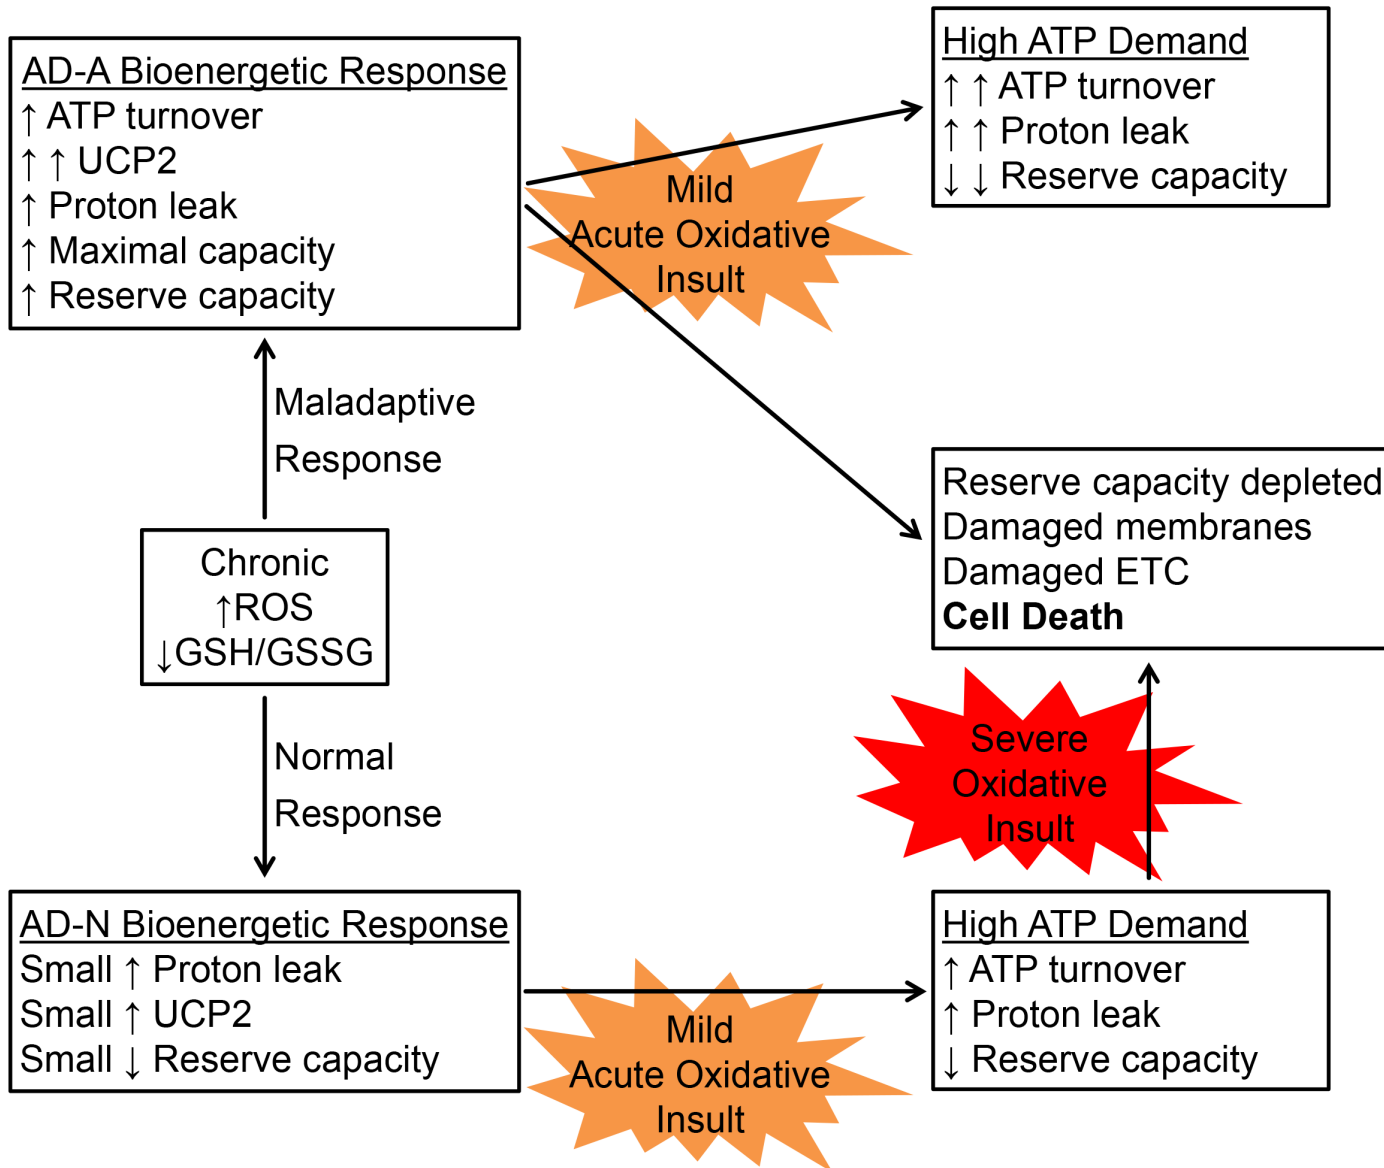 AD-A Bioenergetic Response
↑ ATP turnover
↑ ↑ UCP2
↑ Proton leak
↑ Maximal capacity
↑ Reserve capacity
Mild
Acute Oxidative
Insult
High ATP Demand
↑ ↑ ATP turnover
↑ ↑ Proton leak
↓ ↓ Reserve capacity
Maladaptive
Response
Chronic
↑ROS
↓GSH/GSSG
Reserve capacity depleted
Damaged membranes
Damaged ETC
Cell Death
Normal
Response
Severe
Oxidative
Insult
AD-N Bioenergetic Response
Small ↑ Proton leak
Small ↑ UCP2
Small ↓ Reserve capacity
Mild
Acute Oxidative
Insult
High ATP Demand
↑ ATP turnover
↑ Proton leak
↓ Reserve capacity